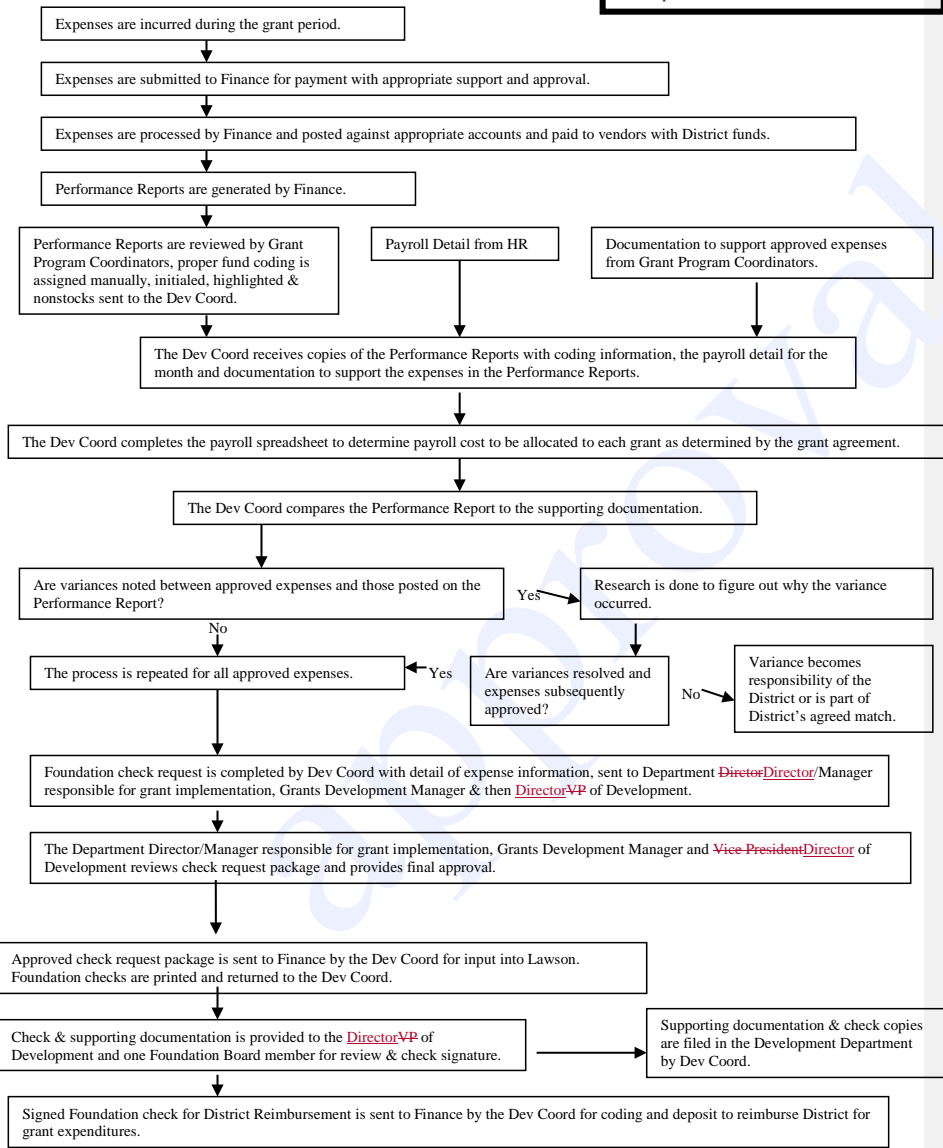 Expenses are incurred during the grant period.
Expenses are submitted to Finance for payment with appropriate support and approval.
Expenses are processed by Finance and posted against appropriate accounts and paid to vendors with District funds.
Performance Reports are generated by Finance.
Performance Reports are reviewed by Grant
Program Coordinators, proper fund coding is
assigned manually, initialed, highlighted &
nonstocks sent to the Dev Coord.
Payroll Detail from HR
Documentation to support approved expenses
from Grant Program Coordinators.
The Dev Coord receives copies of the Performance Reports with coding information, the payroll detail for the
month and documentation to support the expenses in the Performance Reports.
The Dev Coord completes the payroll spreadsheet to determine payroll cost to be allocated to each grant as determined by the grant agreement.
The Dev Coord compares the Performance Report to the supporting documentation.
Are variances noted between approved expenses and those posted on the
Performance Report?
Yes
Research is done to figure out why the variance
occurred.
No
The process is repeated for all approved expenses.
Yes
Are variances resolved and
expenses subsequently
approved?
No
Variance becomes
responsibility of the
District or is part of
District's agreed match.
Foundation check request is completed by Dev Coord with detail of expense information, sent to Department DirctorDirector/Manager
responsible for grant implementation, Grants Development Manager & then DirectorVP of Development.
The Department Director/Manager responsible for grant implementation, Grants Development Manager and Vice PresidentDirector of
Development reviews check request package and provides final approval.
Approved check request package is sent to Finance by the Dev Coord for input into Lawson.
Foundation checks are printed and returned to the Dev Coord.
Check & supporting documentation is provided to the DirectorVP of
Development and one Foundation Board member for review & check signature.
Supporting documentation & check copies
are filed in the Development Department
by Dev Coord.
Signed Foundation check for District Reimbursement is sent to Finance by the Dev Coord for coding and deposit to reimburse District for
grant expenditures.
approval